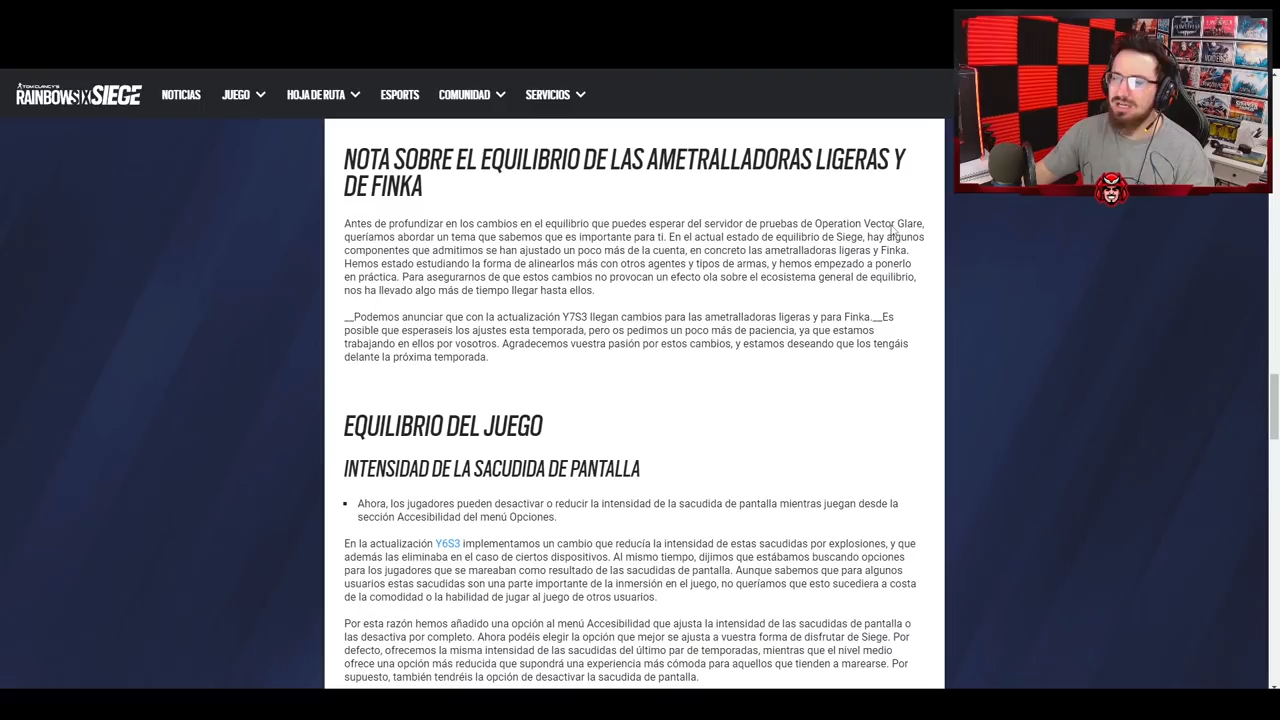 TOM CLANCY'S
RAINBOWSIX SIEGE
NOTICIAS
JUEGO
HOJA DE RUTA
ESPORTS
COMUNIDAD
SERVICIOS
NOTA SOBRE EL EQUILIBRIO DE LAS AMETRALLADORAS LIGERAS Y
DE FINKA
Antes de profundizar en los cambios en el equilibrio que puedes esperar del servidor de pruebas de Operation Vector Glare,
queríamos abordar un tema que sabemos que es importante para ti. En el actual estado de equilibrio de Siege, hay algunos
componentes que admitimos se han ajustado un poco más de la cuenta, en concreto las ametralladoras ligeras y Finka.
Hemos estado estudiando la forma de alinearlos más con otros agentes y tipos de armas, y hemos empezado a ponerlo
en práctica. Para asegurarnos de que estos cambios no provocan un efecto ola sobre el ecosistema general de equilibrio,
nos ha llevado algo más de tiempo llegar hasta ellos.
__Podemos anunciar que con la actualización Y7S3 llegan cambios para las ametralladoras ligeras y para Finka.__Es
posible que esperaseis los ajustes esta temporada, pero os pedimos un poco más de paciencia, ya que estamos
trabajando en ellos por vosotros. Agradecemos vuestra pasión por estos cambios, y estamos deseando que los tengáis
delante la próxima temporada.
EQUILIBRIO DEL JUEGO
INTENSIDAD DE LA SACUDIDA DE PANTALLA
▪ Ahora, los jugadores pueden desactivar o reducir la intensidad de la sacudida de pantalla mientras juegan desde la
sección Accesibilidad del menú Opciones.
En la actualización Y6S3 implementamos un cambio que reducía la intensidad de estas sacudidas por explosiones, y que
además las eliminaba en el caso de ciertos dispositivos. Al mismo tiempo, dijimos que estábamos buscando opciones
para los jugadores que se mareaban como resultado de las sacudidas de pantalla. Aunque sabemos que para algunos
usuarios estas sacudidas son una parte importante de la inmersión en el juego, no queríamos que esto sucediera a costa
de la comodidad o la habilidad de jugar al juego de otros usuarios.
Por esta razón hemos añadido una opción al menú Accesibilidad que ajusta la intensidad de las sacudidas de pantalla o
las desactiva por completo. Ahora podéis elegir la opción que mejor se ajusta a vuestra forma de disfrutar de Siege. Por
defecto, ofrecemos la misma intensidad de las sacudidas del último par de temporadas, mientras que el nivel medio
ofrece una opción más reducida que supondrá una experiencia más cómoda para aquellos que tienden a marearse. Por
supuesto, también tendréis la opción de desactivar la sacudida de pantalla.